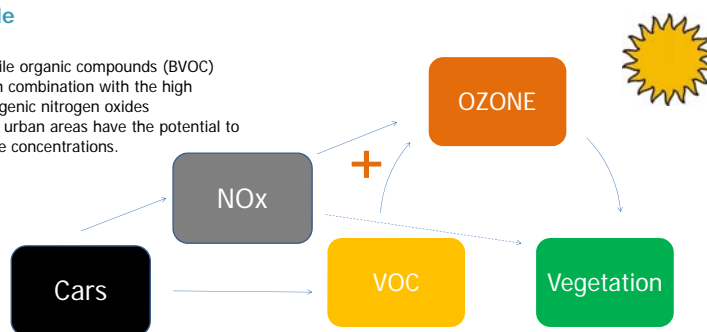 le
ile organic compounds (BVOC)
n combination with the high
genic nitrogen oxides
urban areas have the potential to
e concentrations.
OZONE
+
NOx
Cars
VOC
Vegetation